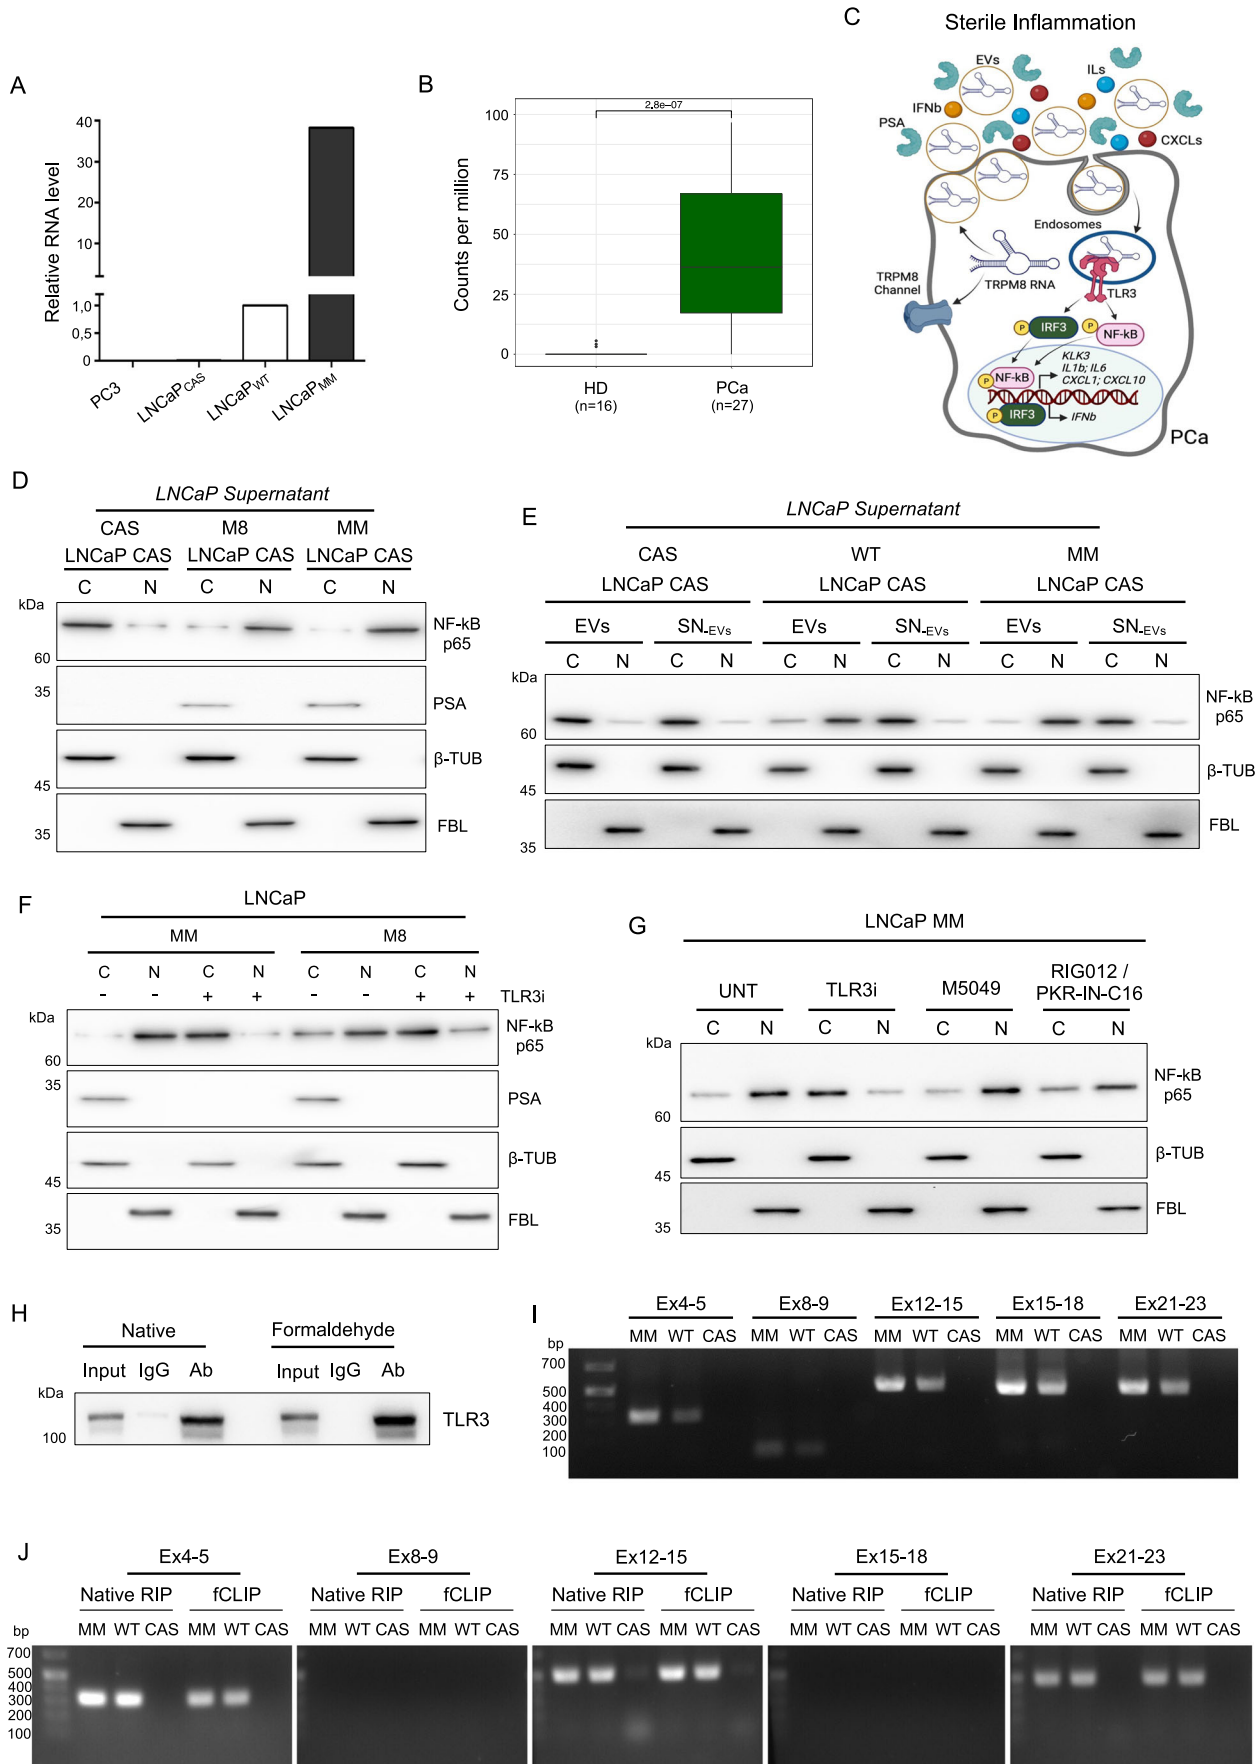 A
Relative RNA level
40
30
20
10
1,0
0,5
0
PC3
LNCaPCAS
LNCaPWT
LNCaPMM
B
Counts per million
100
75
50
25
0
2.8e−07
HD
(n=16)
PCa
(n=27)
C
Sterile Inflammation
EVs
ILs
IFNb
PSA
CXCLs
Endosomes
TRPM8
Channel
TRPM8 RNA
TLR3
P IRF3
P NF-kB
KLK3
IL1b; IL6
CXCL1; CXCL10
P NF-kB
P IRF3
IFNb
PCa
D
LNCaP Supernatant
CAS M8 MM
LNCaP CAS LNCaP CAS LNCaP CAS
C N C N C N
kDa
60
NF-kB
p65
35
PSA
45
β-TUB
35
FBL
E
LNCaP Supernatant
CAS WT MM
LNCaP CAS LNCaP CAS LNCaP CAS
EVs SN-EVs EVs SN-EVs EVs SN-EVs
C N C N C N C N C N C N
kDa
60
NF-kB
p65
45
β-TUB
35
FBL
F
LNCaP
MM M8
C N C N C N C N
- - + + - - + + TLR3i
kDa
60
NF-kB
p65
35
PSA
45
β-TUB
35
FBL
G
LNCaP MM
UNT TLR3i M5049 RIG012 /
PKR-IN-C16
C N C N C N C N
kDa
60
NF-kB
p65
45
β-TUB
35
FBL
H
Native Formaldehyde
Input IgG Ab Input IgG Ab
kDa
100
TLR3
I
Ex4-5 Ex8-9 Ex12-15 Ex15-18 Ex21-23
MM WT CAS MM WT CAS MM WT CAS MM WT CAS MM WT CAS
bp
700
500
400
300
200
100
J
Ex4-5 Ex8-9 Ex12-15 Ex15-18 Ex21-23
Native RIP fCLIP Native RIP fCLIP Native RIP fCLIP Native RIP fCLIP Native RIP fCLIP
MM WT CAS MM WT CAS MM WT CAS MM WT CAS MM WT CAS MM WT CAS MM WT CAS MM WT CAS MM WT CAS MM WT CAS
bp
700
500
400
300
200
100